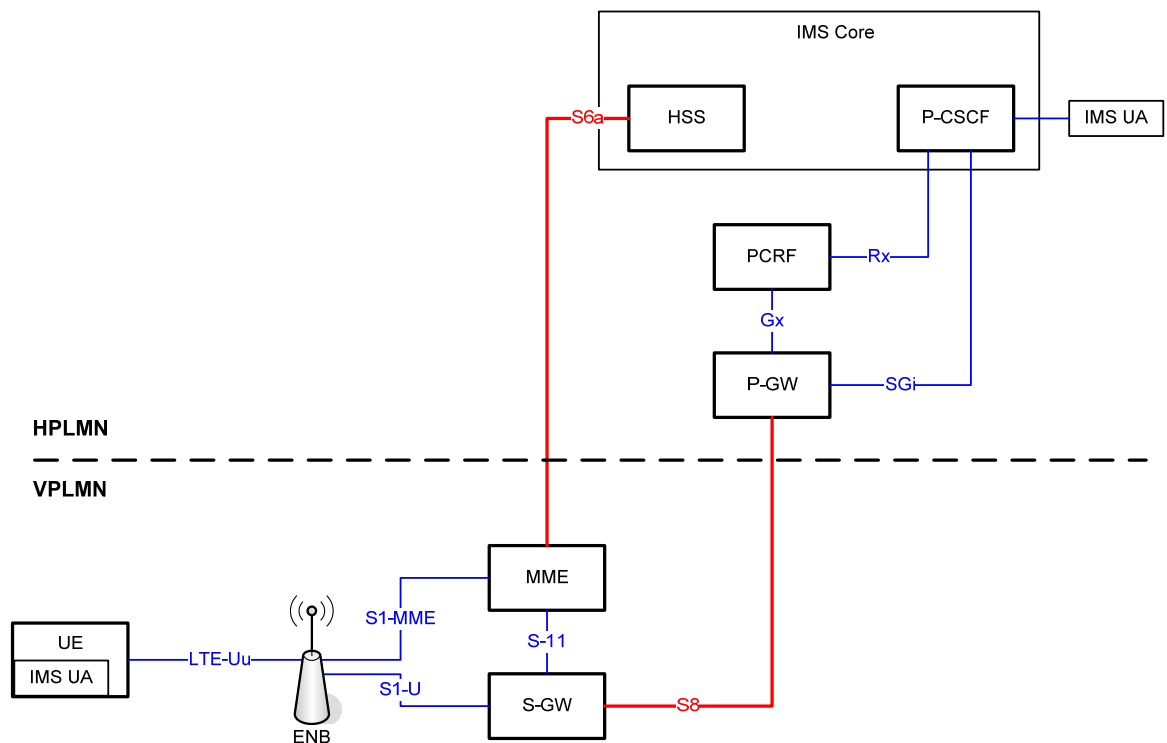 IMS Core
HSS
P-CSCF
IMS UA
S6a
PCRF
Rx
Gx
P-GW
SGi
HPLMN
VPLMN
MME
S1-MME
S-11
UE
IMS UA
LTE-Uu
S1-U
S-GW
S8
ENB